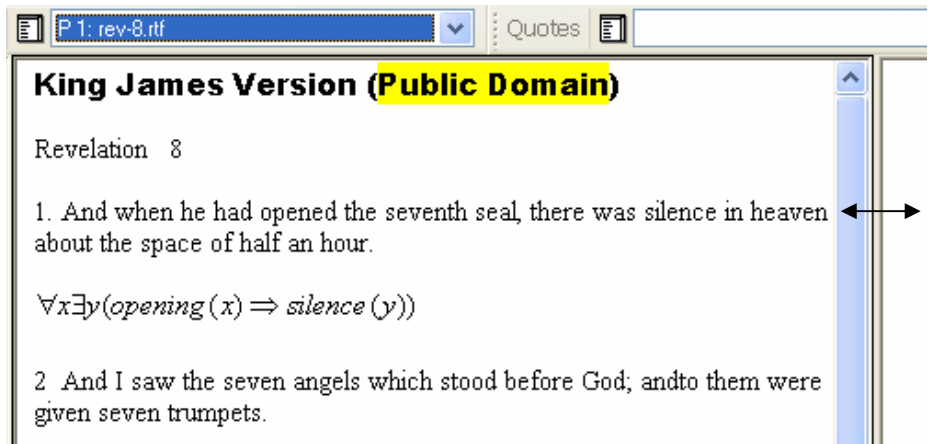 P 1: rev-8.rtf Quotes
King James Version (Public Domain)
Revelation 8
1. And when he had opened the seventh seal, there was silence in heaven
about the space of half an hour.
∀x∃y(opening (x) ⇒ silence (y))
2 And I saw the seven angels which stood before God; andto them were
given seven trumpets.